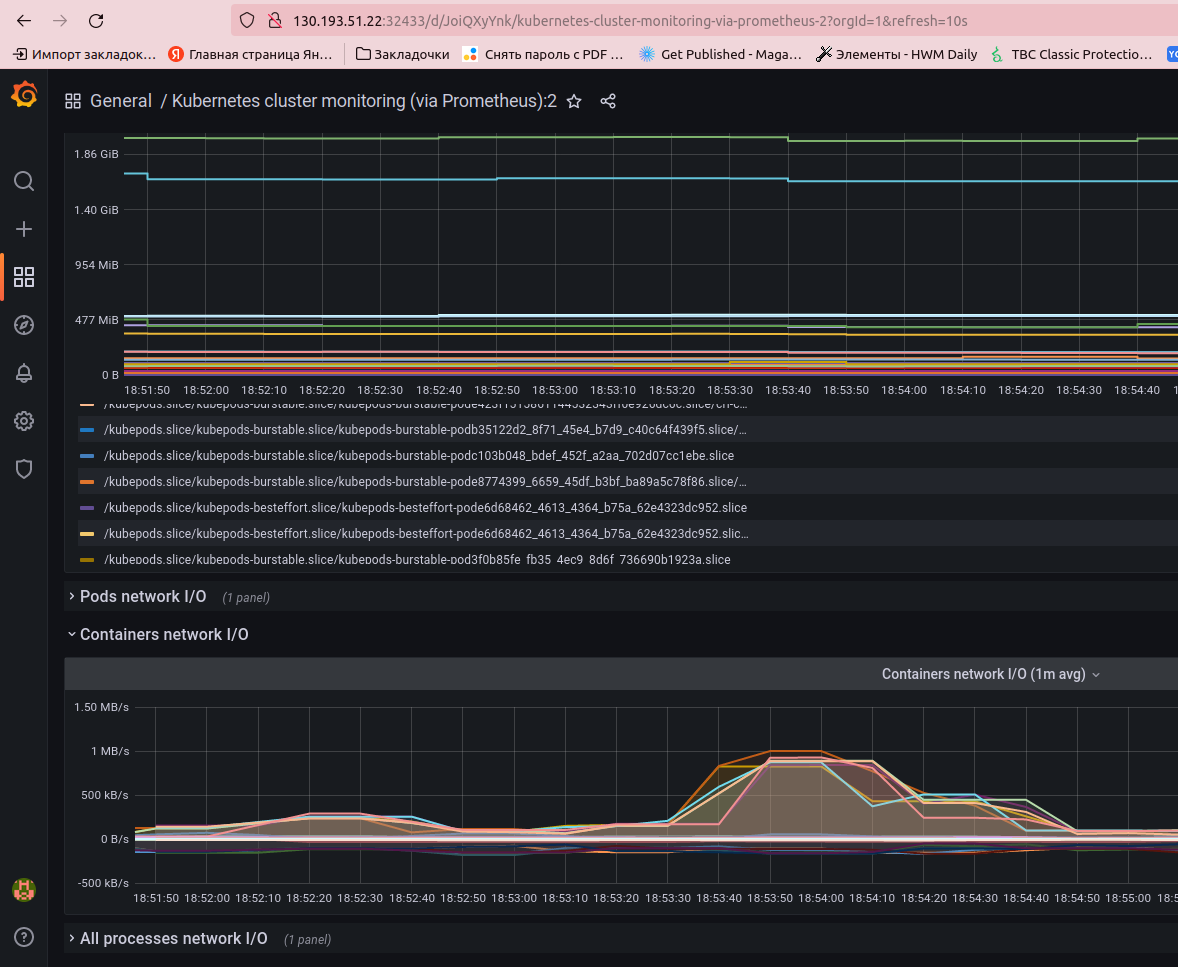 130.193.51.22:32433/d/JoiQXyYnk/kubernetes-cluster-monitoring-via-prometheus-2?orgId=1&refresh=10s
Импорт закладок… Главная страница Ян… Закладочки Снять пароль с PDF … Get Published - Maga… Элементы - HWM Daily TBC Classic Protectio…
General / Kubernetes cluster monitoring (via Prometheus):2
1.86 GiB
1.40 GiB
954 MiB
477 MiB
0 B
18:51:50 18:52:00 18:52:10 18:52:20 18:52:30 18:52:40 18:52:50 18:53:00 18:53:10 18:53:20 18:53:30 18:53:40 18:53:50 18:54:00 18:54:10 18:54:20 18:54:30 18:54:40
/kubepods.slice/kubepods-burstable.slice/kubepods-burstable-podb35122d2_8f71_45e4_b7d9_c40c64f439f5.slice/…
/kubepods.slice/kubepods-burstable.slice/kubepods-burstable-podc103b048_bdef_452f_a2aa_702d07cc1ebe.slice
/kubepods.slice/kubepods-burstable.slice/kubepods-burstable-pode8774399_6659_45df_b3bf_ba89a5c78f86.slice/…
/kubepods.slice/kubepods-besteffort.slice/kubepods-besteffort-pode6d68462_4613_4364_b75a_62e4323dc952.slice
/kubepods.slice/kubepods-besteffort.slice/kubepods-besteffort-pode6d68462_4613_4364_b75a_62e4323dc952.slic…
/kubepods.slice/kubepods-burstable.slice/kubepods-burstable-pod3f0b85fe_fb35_4ec9_8d6f_736690b1923a.slice
Pods network I/O (1 panel)
Containers network I/O
Containers network I/O (1m avg)
1.50 MB/s
1 MB/s
500 kB/s
0 B/s
-500 kB/s
18:51:50 18:52:00 18:52:10 18:52:20 18:52:30 18:52:40 18:52:50 18:53:00 18:53:10 18:53:20 18:53:30 18:53:40 18:53:50 18:54:00 18:54:10 18:54:20 18:54:30 18:54:40 18:54:50 18:55:00
All processes network I/O (1 panel)